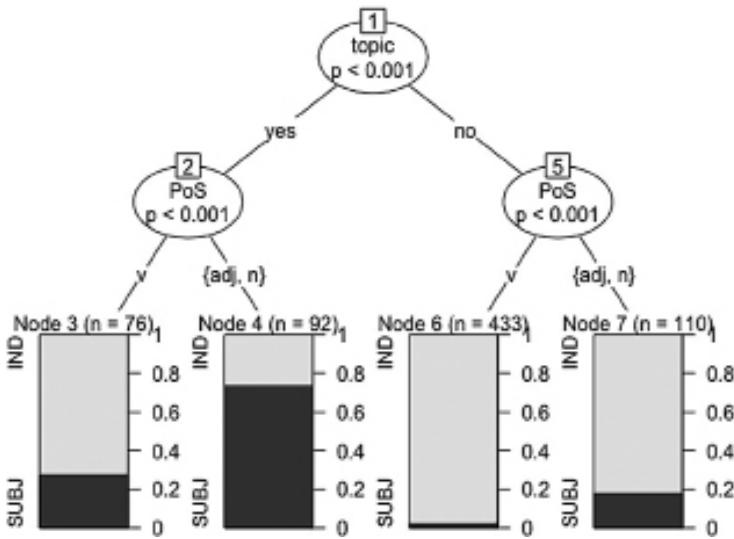 1
topic
p < 0.001
yes
no
2
PoS
p < 0.001
5
PoS
p < 0.001
v
{adj, n}
v
{adj, n}
Node 3 (n = 76)
Node 4 (n = 92)
Node 6 (n = 433)
Node 7 (n = 110)
IND
SUBJ
1
0.8
0.6
0.4
0.2
0
IND
SUBJ
1
0.8
0.6
0.4
0.2
0
IND
SUBJ
1
0.8
0.6
0.4
0.2
0
IND
SUBJ
1
0.8
0.6
0.4
0.2
0